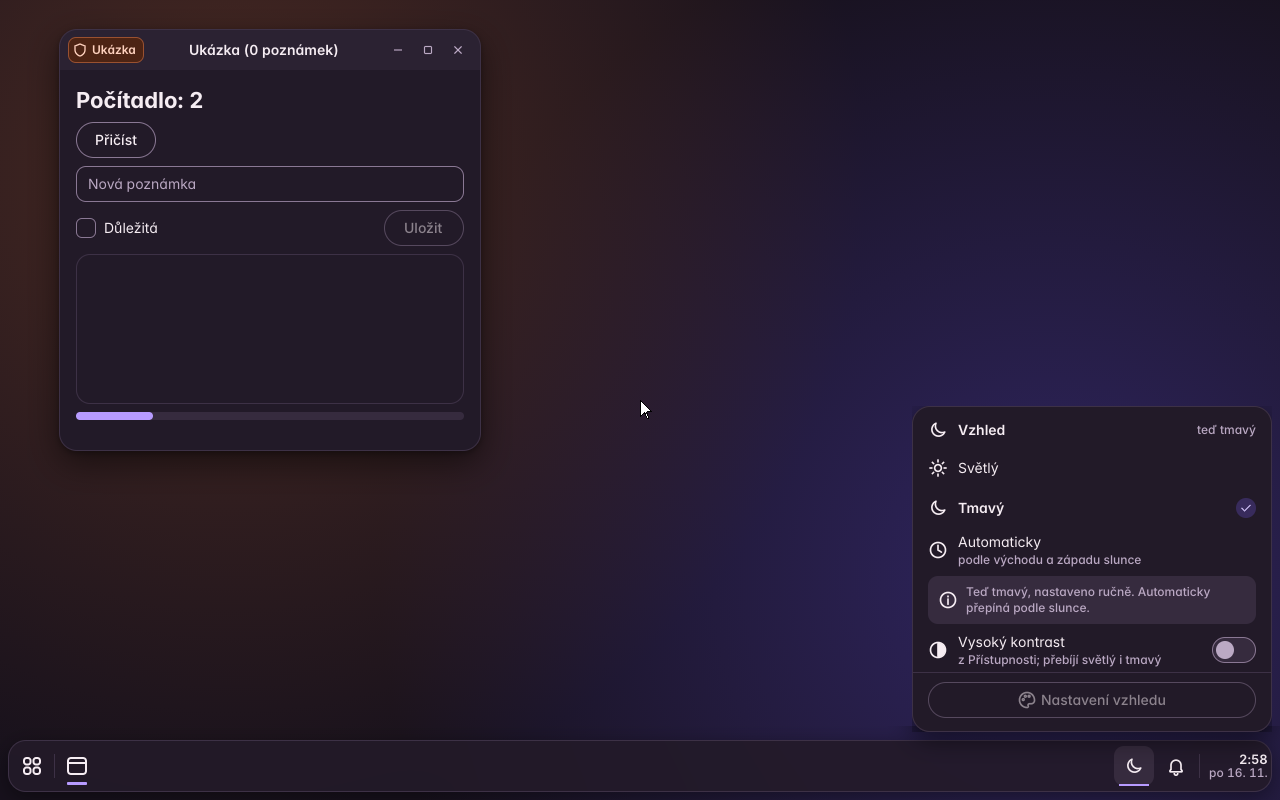 Ukázka
Ukázka (0 poznámek)
Počítadlo: 2
Přičíst
Nová poznámka
Důležitá
Uložit
Vzhled
teď tmavý
Světlý
Tmavý
Automaticky
podle východu a západu slunce
Teď tmavý, nastaveno ručně. Automaticky
přepíná podle slunce.
Vysoký kontrast
z Přístupnosti; přebíjí světlý i tmavý
Nastavení vzhledu
2:58
po 16. 11.